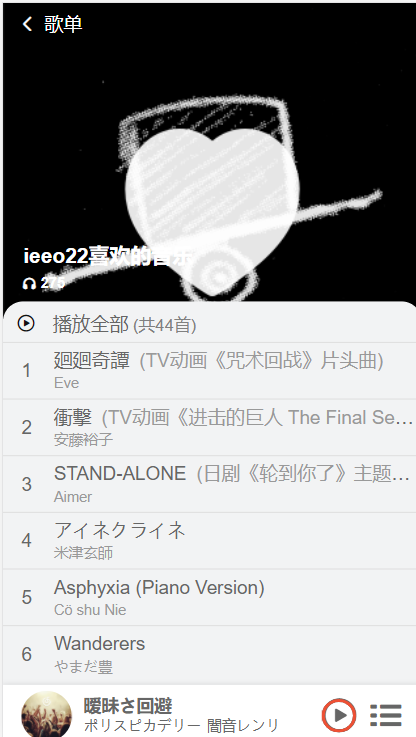 歌单
ieeo22喜欢的音乐
275
播放全部 (共44首)
1
廻廻奇譚 (TV动画《咒术回战》片头曲)
Eve
2
衝撃 (TV动画《进击的巨人 The Final Se...
安藤裕子
3
STAND-ALONE (日剧《轮到你了》主题...
Aimer
4
アイネクライネ
米津玄師
5
Asphyxia (Piano Version)
Cö shu Nie
6
Wanderers
やまだ豊
曖昧さ回避
ポリスピカデリー 闇音レンリ